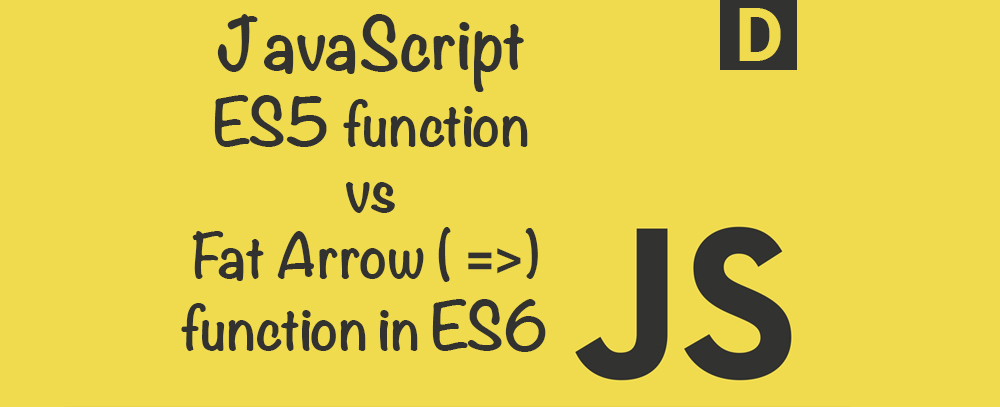 JavaScript
ES5 function
vs
Fat Arrow ( =>)
function in ES6
D
JS